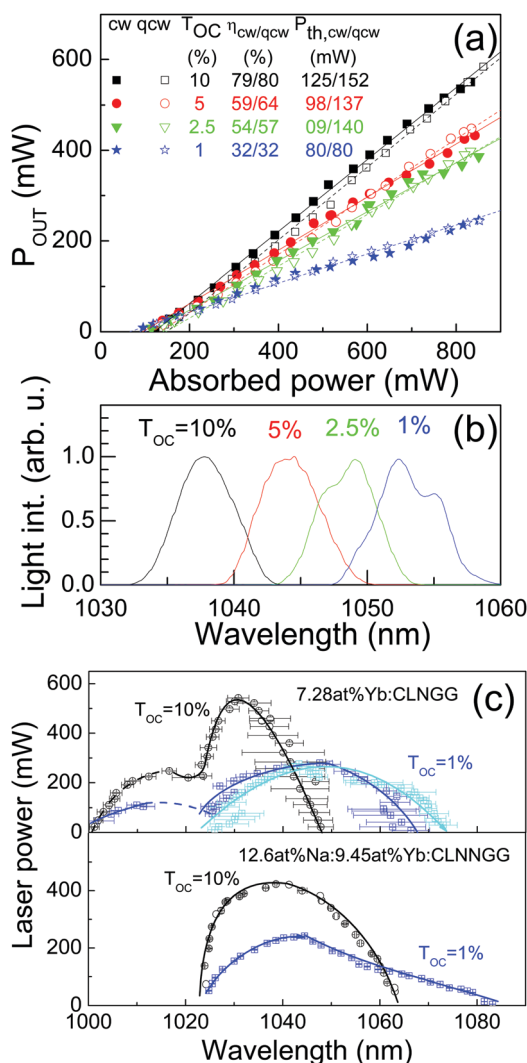 (a)
cw qcw T_OC η_cw/qcw P_th,cw/qcw
(%) (%) (mW)
10 79/80 125/152
5 59/64 98/137
2.5 54/57 09/140
1 32/32 80/80
P_OUT (mW)
600
400
200
0
0 200 400 600 800
Absorbed power (mW)
(b)
T_OC=10% 5% 2.5% 1%
Light int. (arb. u.)
1.0
0.5
0.0
1030 1040 1050 1060
Wavelength (nm)
(c)
7.28at%Yb:CLNGG
T_OC=10%
T_OC=1%
600
400
200
0
12.6at%Na:9.45at%Yb:CLNNGG
T_OC=10%
T_OC=1%
400
200
0
Laser power (mW)
1000 1020 1040 1060 1080
Wavelength (nm)